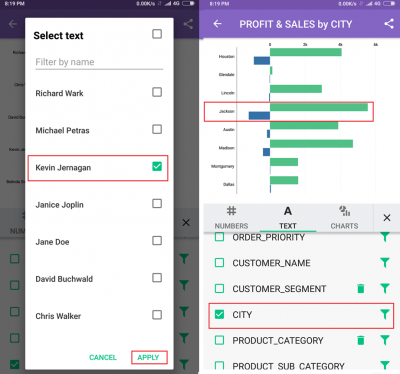 8:19 PM
0.00K/s
4G
Select text
Filter by name
Richard Wark
Michael Petras
Kevin Jernagan
Janice Joplin
Jane Doe
David Buchwald
Chris Walker
CANCEL
APPLY
8:19 PM
0.00K/s
4G
PROFIT & SALES by CITY
0
2k
4k
6k
Houston
Glendale
Lincoln
Jackson
Austin
Madison
Montgomery
Dallas
NUMBERS
TEXT
CHARTS
ORDER_PRIORITY
CUSTOMER_NAME
CUSTOMER_SEGMENT
CITY
PRODUCT_CATEGORY
PRODUCT_SUB_CATEGORY